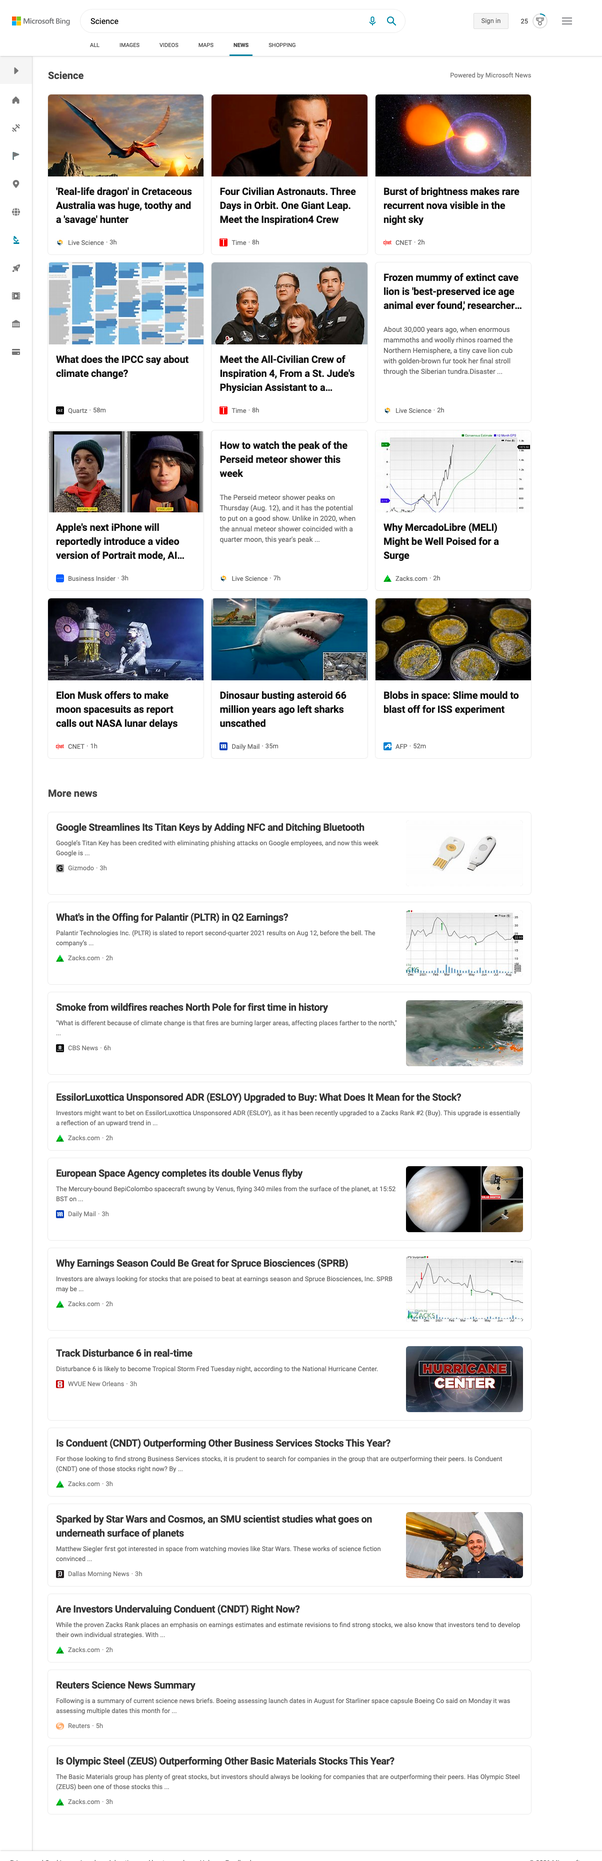 Microsoft Bing
Science
Sign in
25
ALL
IMAGES
VIDEOS
MAPS
NEWS
SHOPPING
Science
Powered by Microsoft News
'Real-life dragon' in Cretaceous
Australia was huge, toothy and
a 'savage' hunter
Live Science · 3h
Four Civilian Astronauts. Three
Days in Orbit. One Giant Leap.
Meet the Inspiration4 Crew
Time · 8h
Burst of brightness makes rare
recurrent nova visible in the
night sky
CNET · 2h
What does the IPCC say about
climate change?
Quartz · 58m
Meet the All-Civilian Crew of
Inspiration 4, From a St. Jude's
Physician Assistant to a...
Time · 8h
Frozen mummy of extinct cave
lion is 'best-preserved ice age
animal ever found,' researcher...
About 30,000 years ago, when enormous
mammoths and woolly rhinos roamed the
Northern Hemisphere, a tiny cave lion cub
with golden-brown fur took her final stroll
through the Siberian tundra.Disaster ...
Live Science · 2h
Apple's next iPhone will
reportedly introduce a video
version of Portrait mode, AI...
Business Insider · 3h
How to watch the peak of the
Perseid meteor shower this
week
The Perseid meteor shower peaks on
Thursday (Aug. 12), and it has the potential
to put on a good show. Unlike in 2020, when
the annual meteor shower coincided with a
quarter moon, this year's peak ...
Live Science · 7h
Why MercadoLibre (MELI)
Might be Well Poised for a
Surge
Zacks.com · 2h
Elon Musk offers to make
moon spacesuits as report
calls out NASA lunar delays
CNET · 1h
Dinosaur busting asteroid 66
million years ago left sharks
unscathed
Daily Mail · 35m
Blobs in space: Slime mould to
blast off for ISS experiment
AFP · 52m
More news
Google Streamlines Its Titan Keys by Adding NFC and Ditching Bluetooth
Google's Titan Key has been credited with eliminating phishing attacks on Google employees, and now this week
Google is ...
Gizmodo · 3h
What's in the Offing for Palantir (PLTR) in Q2 Earnings?
Palantir Technologies Inc. (PLTR) is slated to report second-quarter 2021 results on Aug 12, before the bell. The
company's ...
Zacks.com · 2h
Smoke from wildfires reaches North Pole for first time in history
"What is different because of climate change is that fires are burning larger areas, affecting places farther to the north,"
...
CBS News · 6h
EssilorLuxottica Unsponsored ADR (ESLOY) Upgraded to Buy: What Does It Mean for the Stock?
Investors might want to bet on EssilorLuxottica Unsponsored ADR (ESLOY), as it has been recently upgraded to a Zacks Rank #2 (Buy). This upgrade is essentially
a reflection of an upward trend in ...
Zacks.com · 2h
European Space Agency completes its double Venus flyby
The Mercury-bound BepiColombo spacecraft swung by Venus, flying 340 miles from the surface of the planet, at 15:52
BST on ...
Daily Mail · 3h
Why Earnings Season Could Be Great for Spruce Biosciences (SPRB)
Investors are always looking for stocks that are poised to beat at earnings season and Spruce Biosciences, Inc. SPRB
may be ...
Zacks.com · 2h
Track Disturbance 6 in real-time
Disturbance 6 is likely to become Tropical Storm Fred Tuesday night, according to the National Hurricane Center.
WVUE New Orleans · 3h
HURRICANE
CENTER
Is Conduent (CNDT) Outperforming Other Business Services Stocks This Year?
For those looking to find strong Business Services stocks, it is prudent to search for companies in the group that are outperforming their peers. Is Conduent
(CNDT) one of those stocks right now? By ...
Zacks.com · 3h
Sparked by Star Wars and Cosmos, an SMU scientist studies what goes on
underneath surface of planets
Matthew Siegler first got interested in space from watching movies like Star Wars. These works of science fiction
convinced ...
Dallas Morning News · 3h
Are Investors Undervaluing Conduent (CNDT) Right Now?
While the proven Zacks Rank places an emphasis on earnings estimates and estimate revisions to find strong stocks, we also know that investors tend to develop
their own individual strategies. With ...
Zacks.com · 2h
Reuters Science News Summary
Following is a summary of current science news briefs. Boeing assessing launch dates in August for Starliner space capsule Boeing Co said on Monday it was
assessing multiple dates this month for ...
Reuters · 5h
Is Olympic Steel (ZEUS) Outperforming Other Basic Materials Stocks This Year?
The Basic Materials group has plenty of great stocks, but investors should always be looking for companies that are outperforming their peers. Has Olympic Steel
(ZEUS) been one of those stocks this ...
Zacks.com · 3h